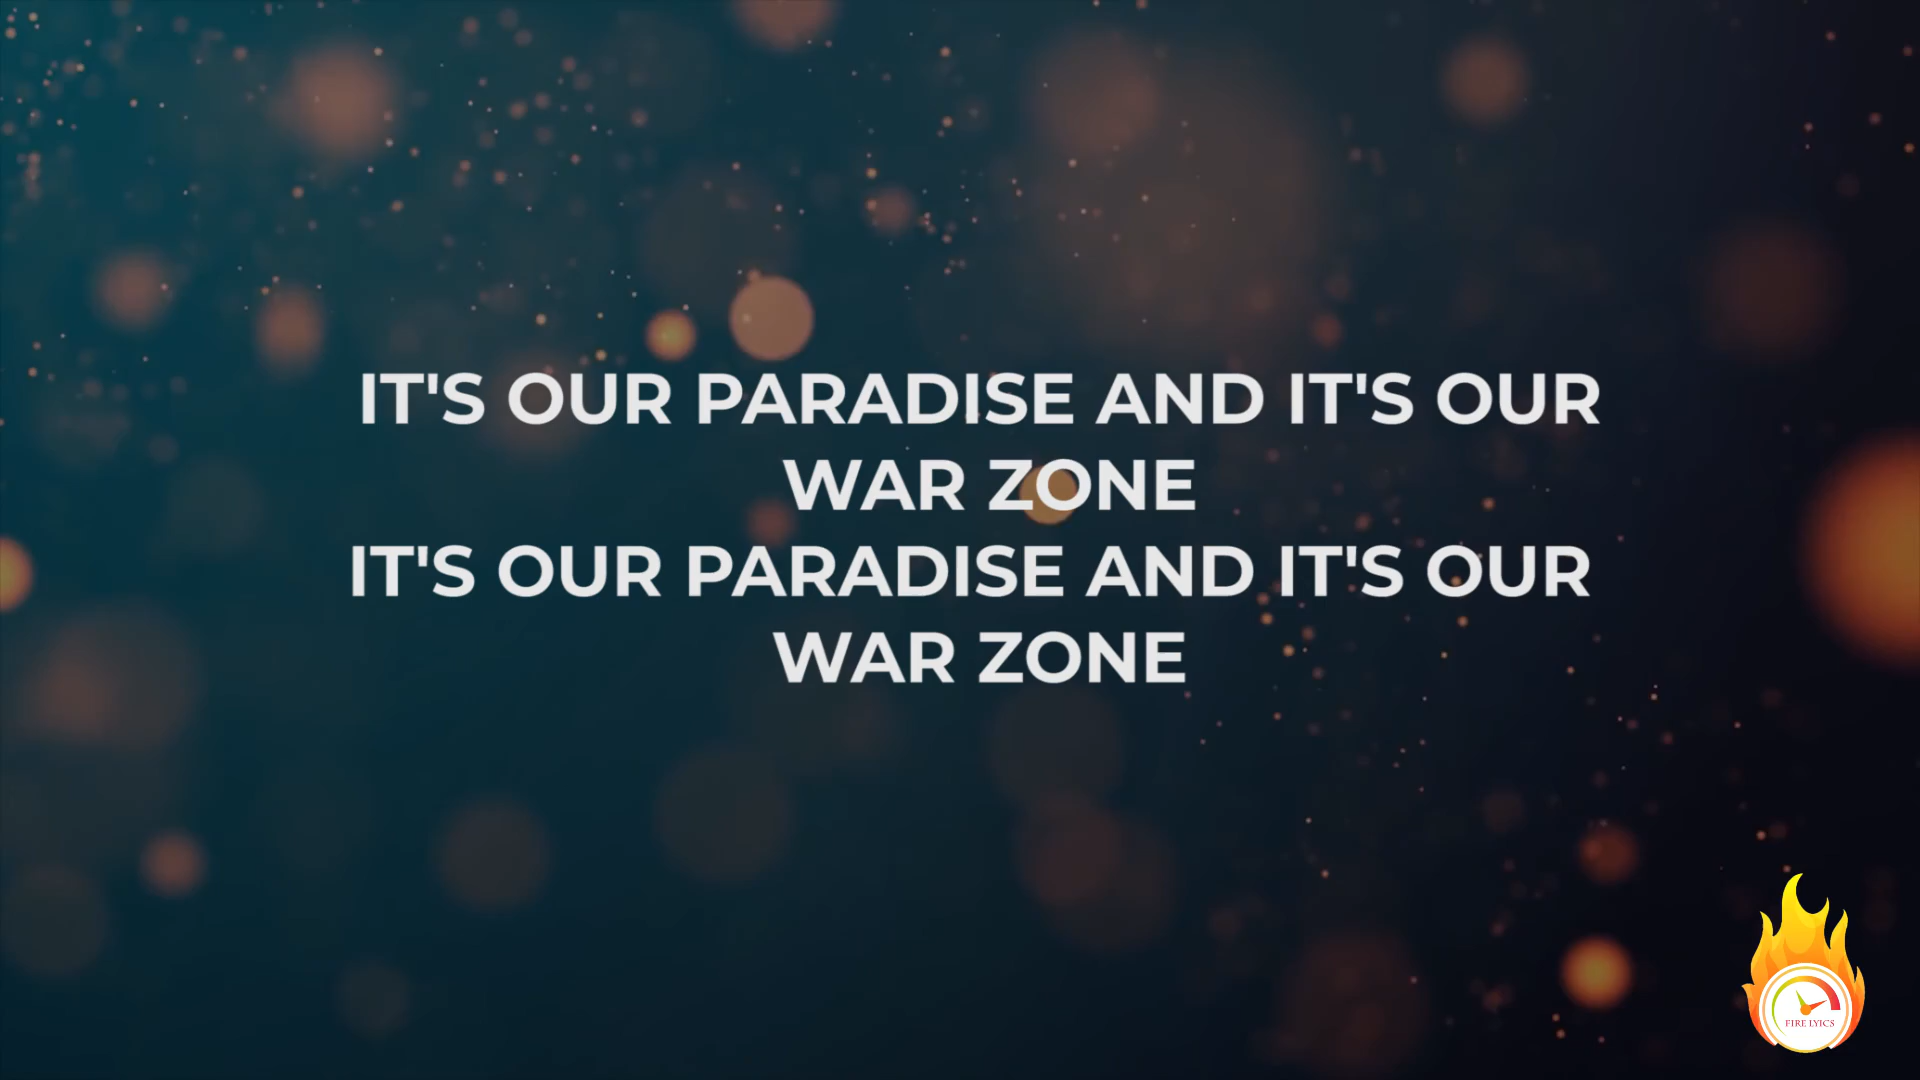 IT'S OUR PARADISE AND IT'S OUR
WAR ZONE
IT'S OUR PARADISE AND IT'S OUR
WAR ZONE
FIRE LYICS